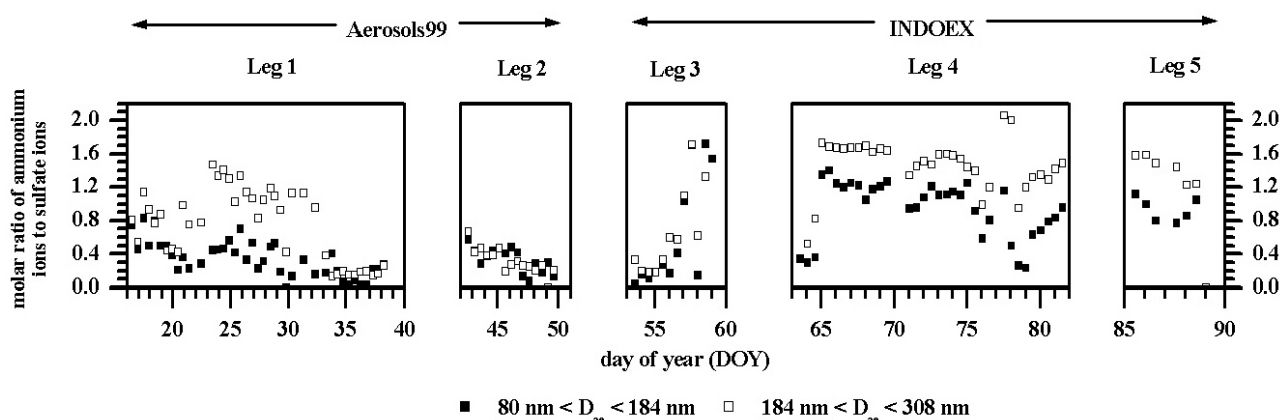 Aerosols99 INDOEX
Leg 1 Leg 2 Leg 3 Leg 4 Leg 5
molar ratio of ammonium
ions to sulfate ions
2.0 2.0
1.6 1.6
1.2 1.2
0.8 0.8
0.4 0.4
0.0 0.0
20 25 30 35 40 45 50 55 60 65 70 75 80 85 90
day of year (DOY)
80 nm < D < 184 nm 184 nm < D < 308 nm